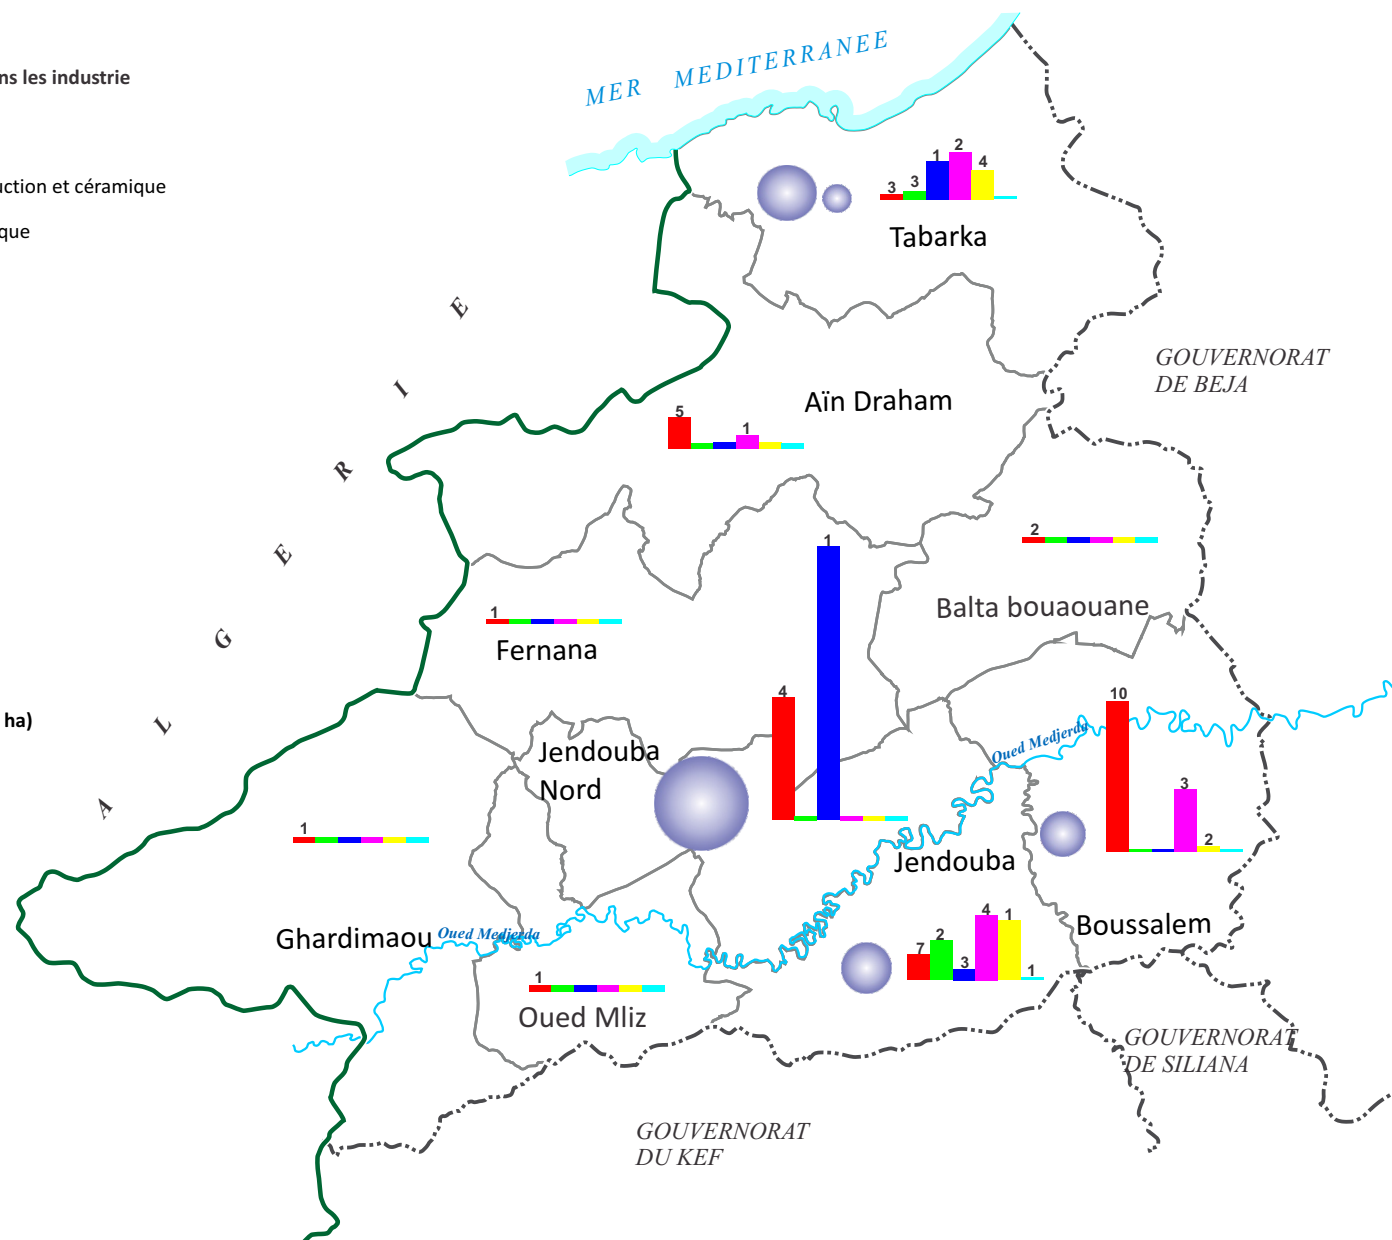 ns les industrie
uction et céramique
que
ha)
MER MEDITERRANEE
A L G E R I E
3 3 1 2 4
Tabarka
GOUVERNORAT
DE BEJA
Aïn Draham
5 1
2
Balta bouaouane
1
Fernana
4 1
Jendouba
Nord
10 3 2
Oued Medjerda
Jendouba
Boussalem
1
Ghardimaou
Oued Medjerda
7 2 3 4 1 1
1
Oued Mliz
GOUVERNORAT
DE SILIANA
GOUVERNORAT
DU KEF